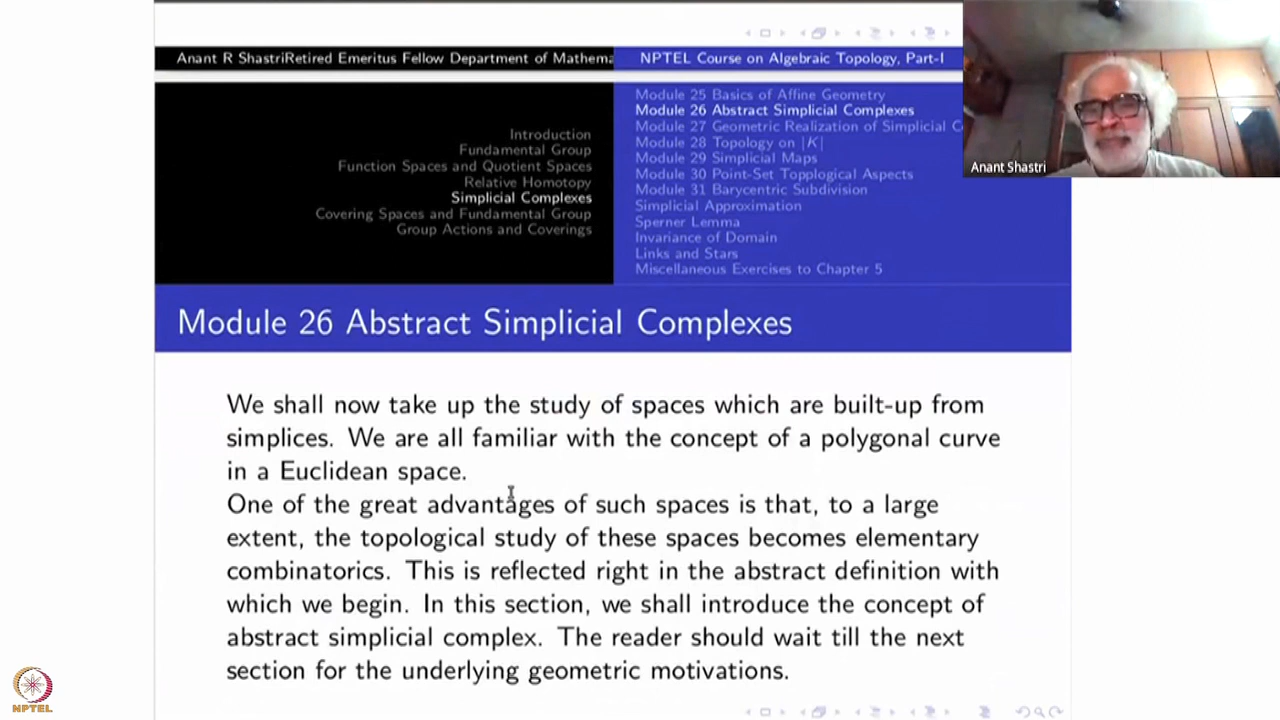 Anant R ShastriRetired Emeritus Fellow Department of Mathema
NPTEL Course on Algebraic Topology, Part-I
Introduction
Fundamental Group
Function Spaces and Quotient Spaces
Relative Homotopy
Simplicial Complexes
Covering Spaces and Fundamental Group
Group Actions and Coverings
Module 25 Basics of Affine Geometry
Module 26 Abstract Simplicial Complexes
Module 27 Geometric Realization of Simplicial C
Module 28 Topology on |K|
Module 29 Simplicial Maps
Module 30 Point-Set Topplogical Aspects
Module 31 Barycentric Subdivision
Simplicial Approximation
Sperner Lemma
Invariance of Domain
Links and Stars
Miscellaneous Exercises to Chapter 5
Anant Shastri
Module 26 Abstract Simplicial Complexes
We shall now take up the study of spaces which are built-up from
simplices. We are all familiar with the concept of a polygonal curve
in a Euclidean space.
One of the great advantages of such spaces is that, to a large
extent, the topological study of these spaces becomes elementary
combinatorics. This is reflected right in the abstract definition with
which we begin. In this section, we shall introduce the concept of
abstract simplicial complex. The reader should wait till the next
section for the underlying geometric motivations.
NPTEL